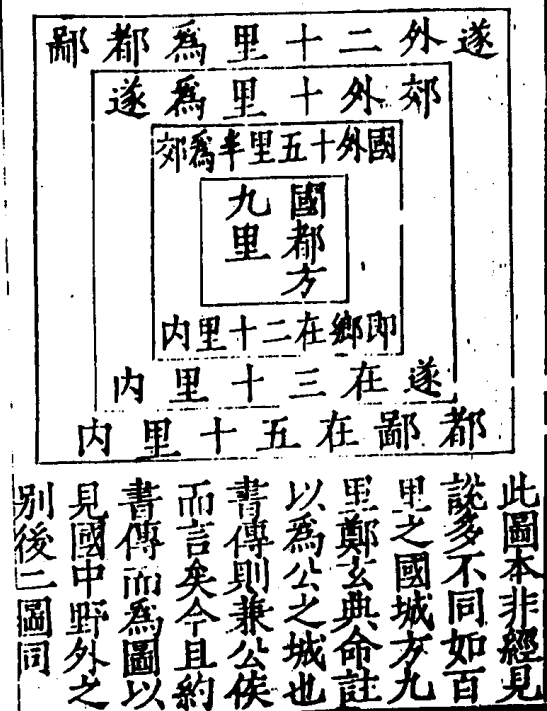 遂外二十里為都鄙
郊外十里為遂
國外十五里半為郊
國都方
九里
即鄉在二十里内
遂在三十里内
都鄙在五十里内
此圖本非經見
說多不同如百
里之國城方九
里鄭玄典命註
以為公之城也
書傳則兼公侯
而言矣今且約
書傳而為圖以
見國中野外之
別後二圖同